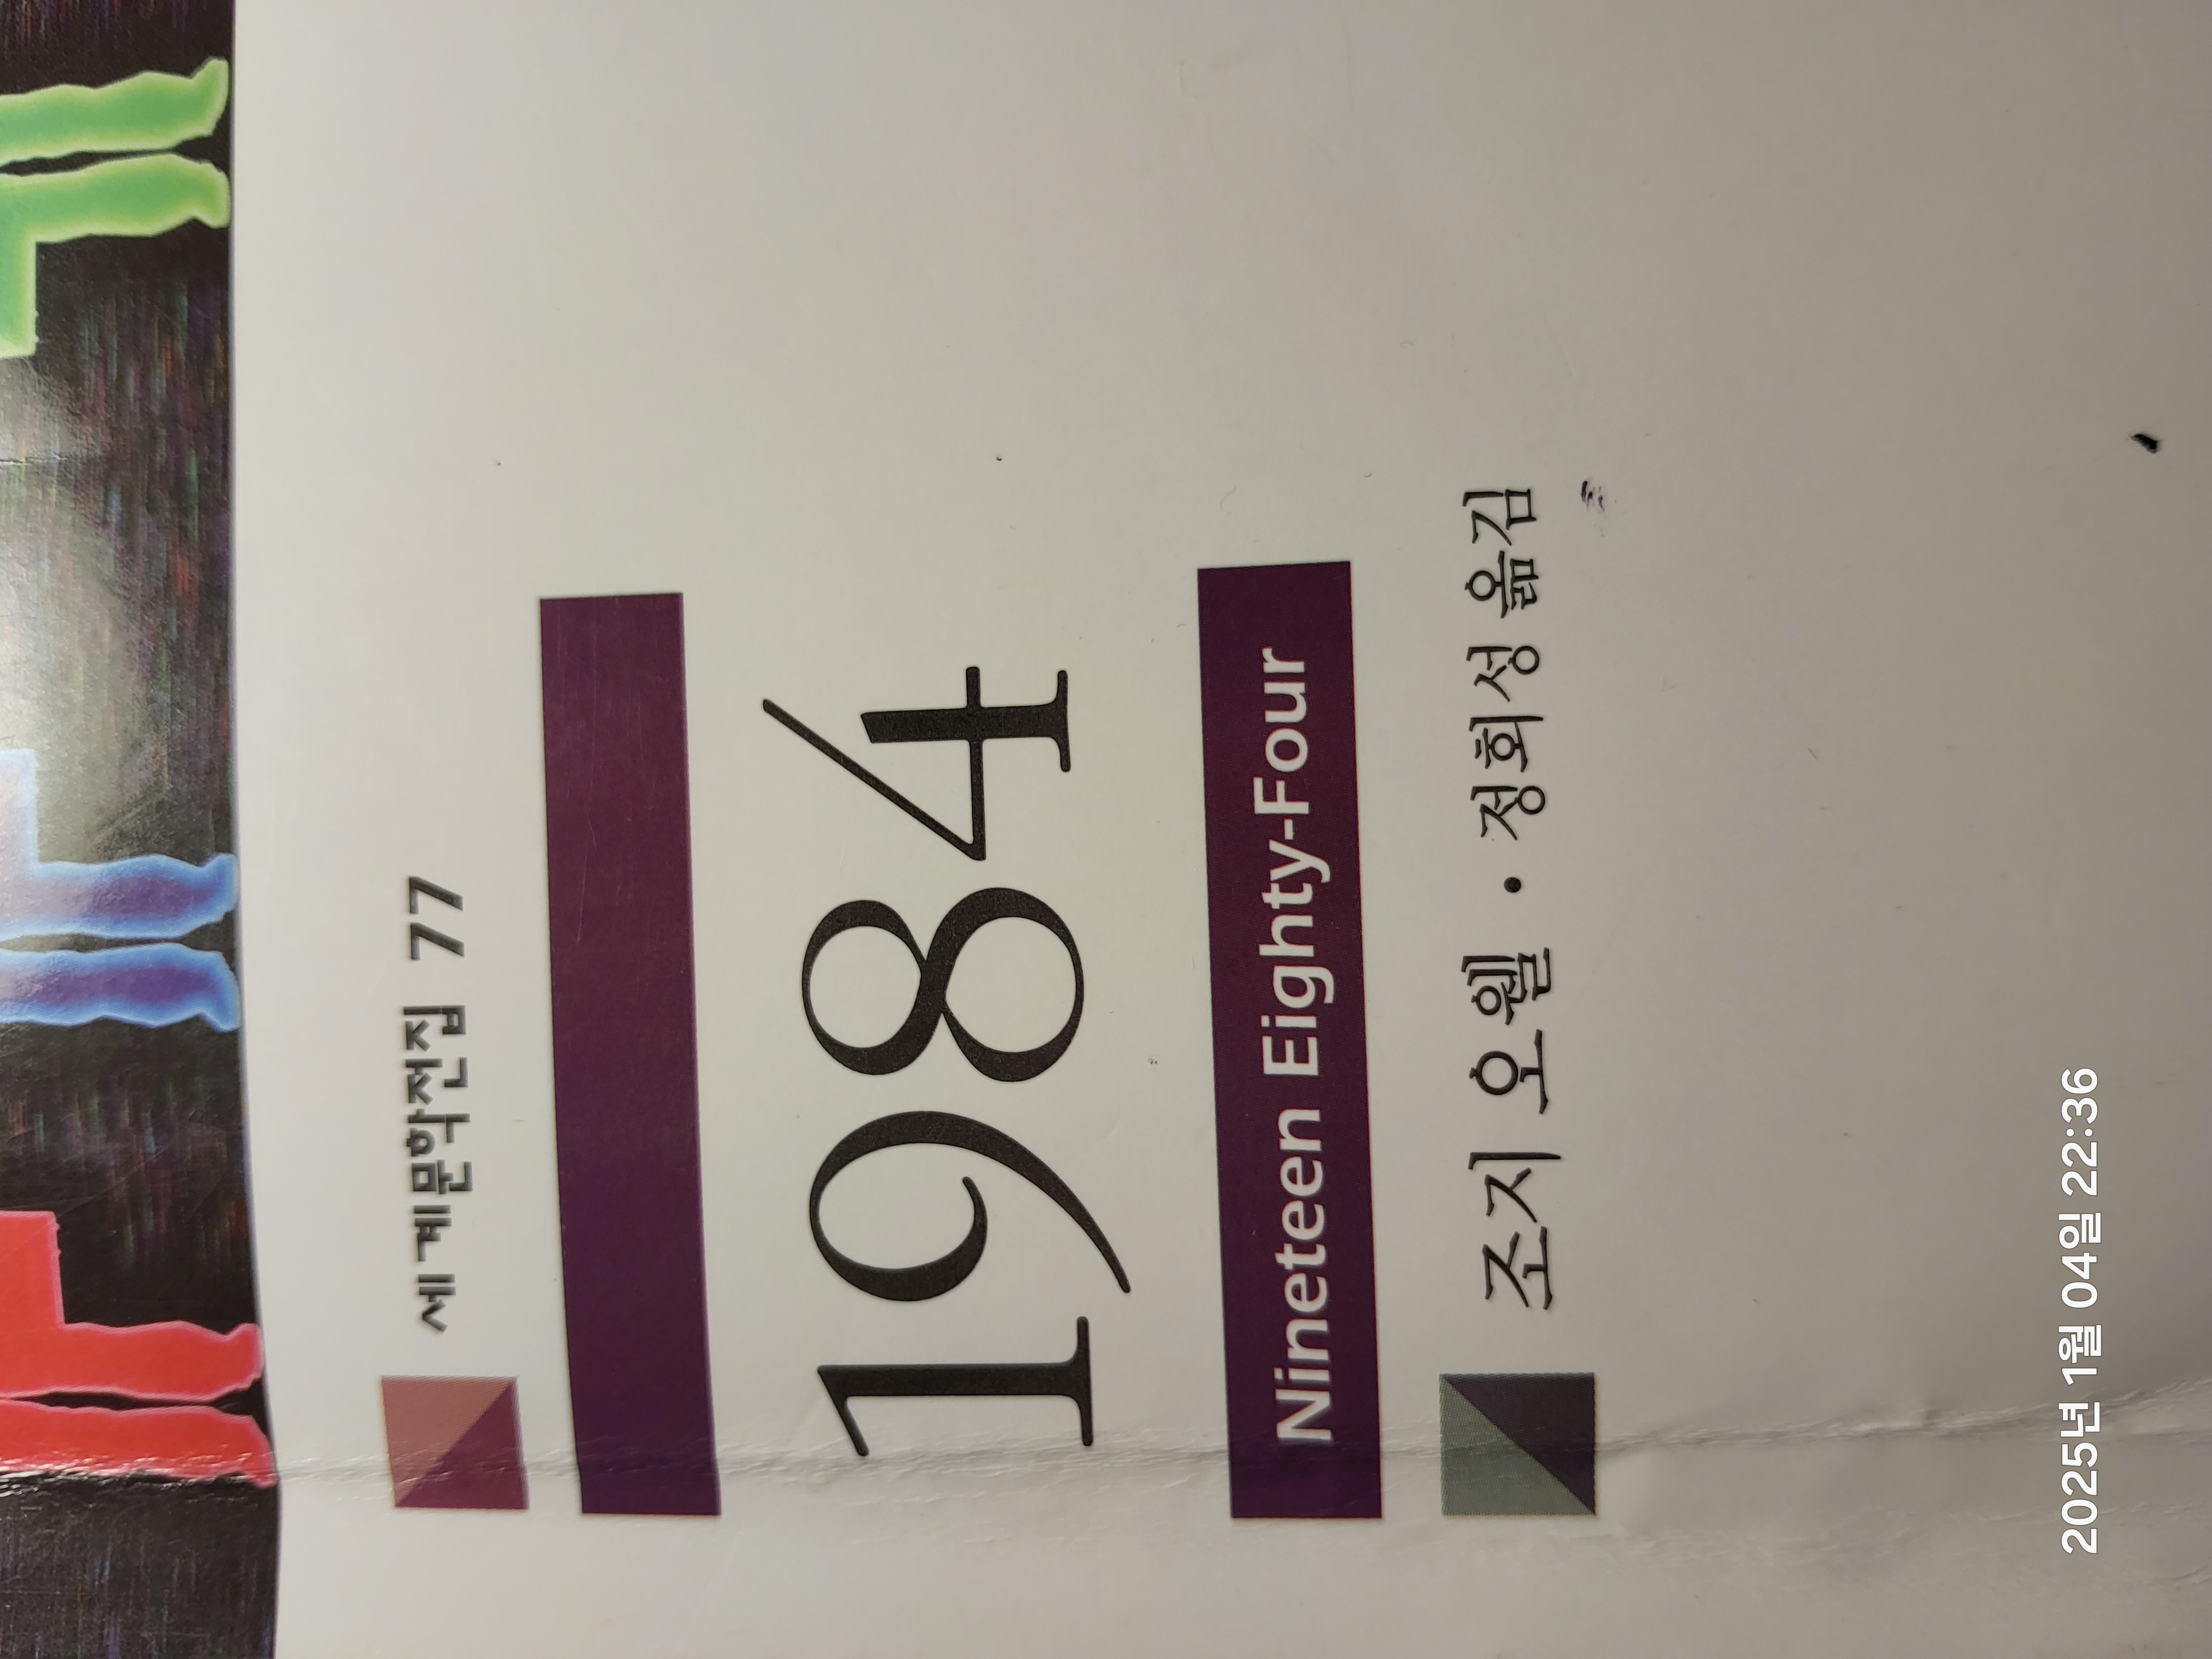 세계문학전집 77
1984
Nineteen Eighty-Four
조지 오웰 · 정회성 옮김
2025년 1월 04일 22:36